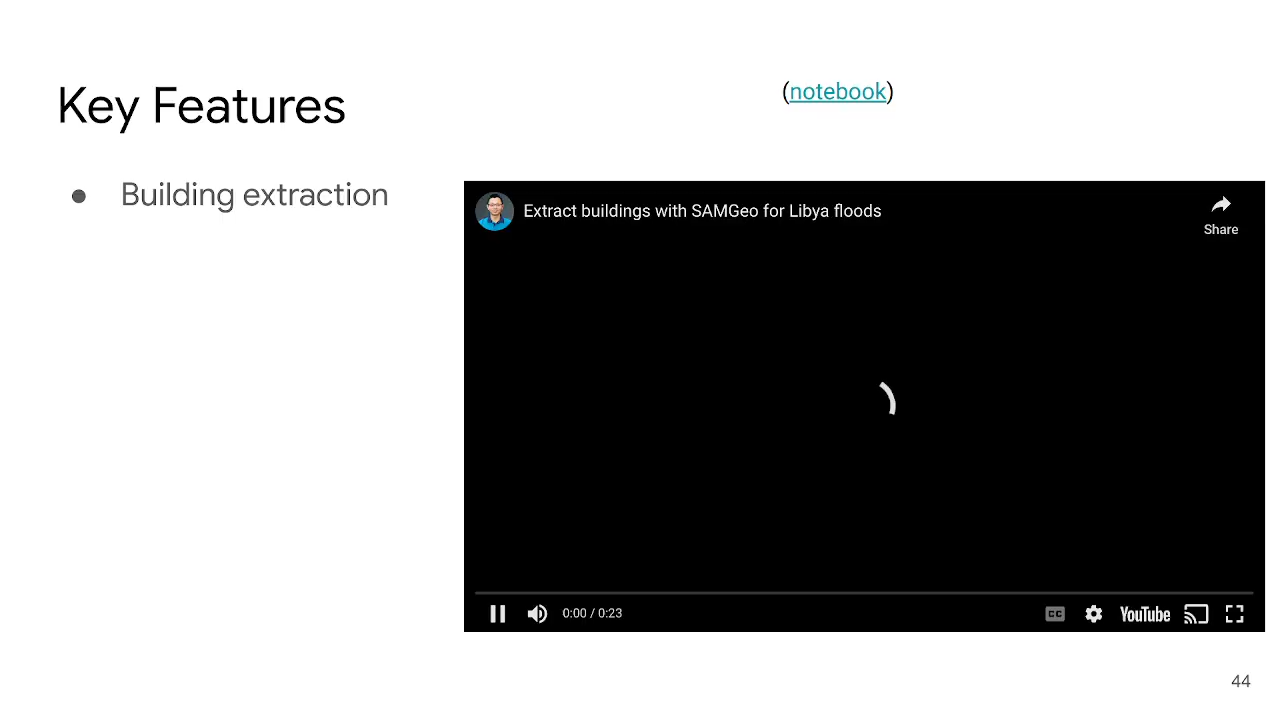 Key Features
(notebook)
● Building extraction
Extract buildings with SAMGeo for Libya floods
Share
0:00 / 0:23
CC
YouTube
44